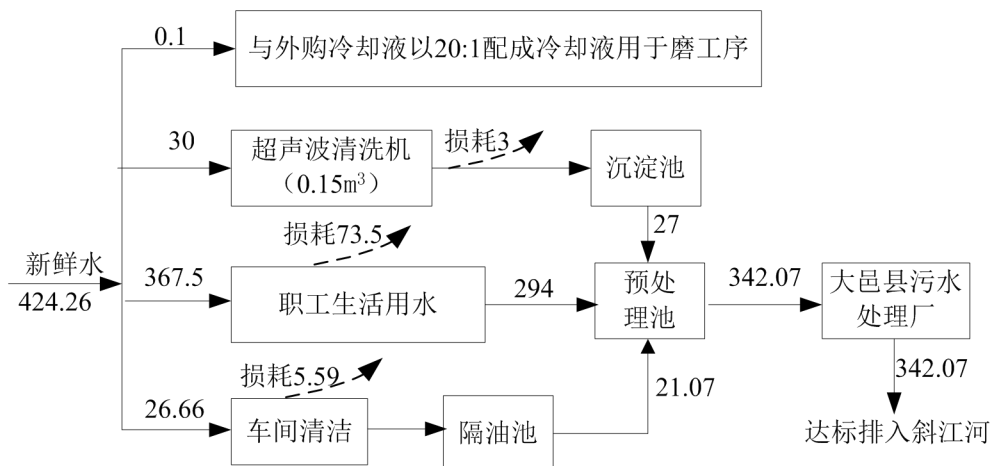 0.1
与外购冷却液以20:1配成冷却液用于磨工序
30
超声波清洗机
（0.15m³）
损耗3
沉淀池
27
新鲜水
424.26
损耗73.5
367.5
职工生活用水
294
预处
理池
342.07
大邑县污水
处理厂
342.07
损耗5.59
26.66
车间清洁
隔油池
21.07
达标排入斜江河